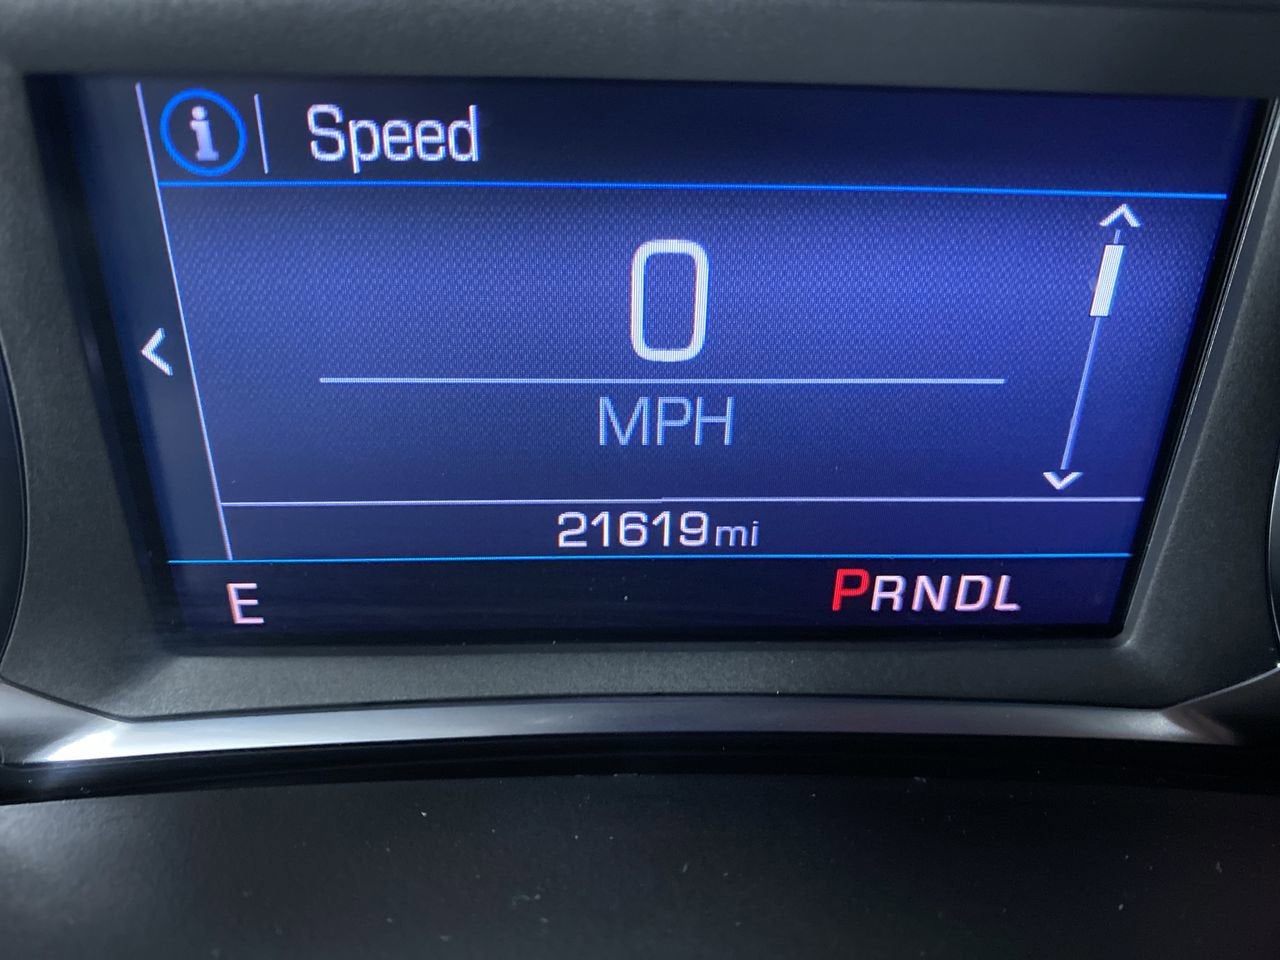 i Speed
0
MPH
21619mi
E PRNDL